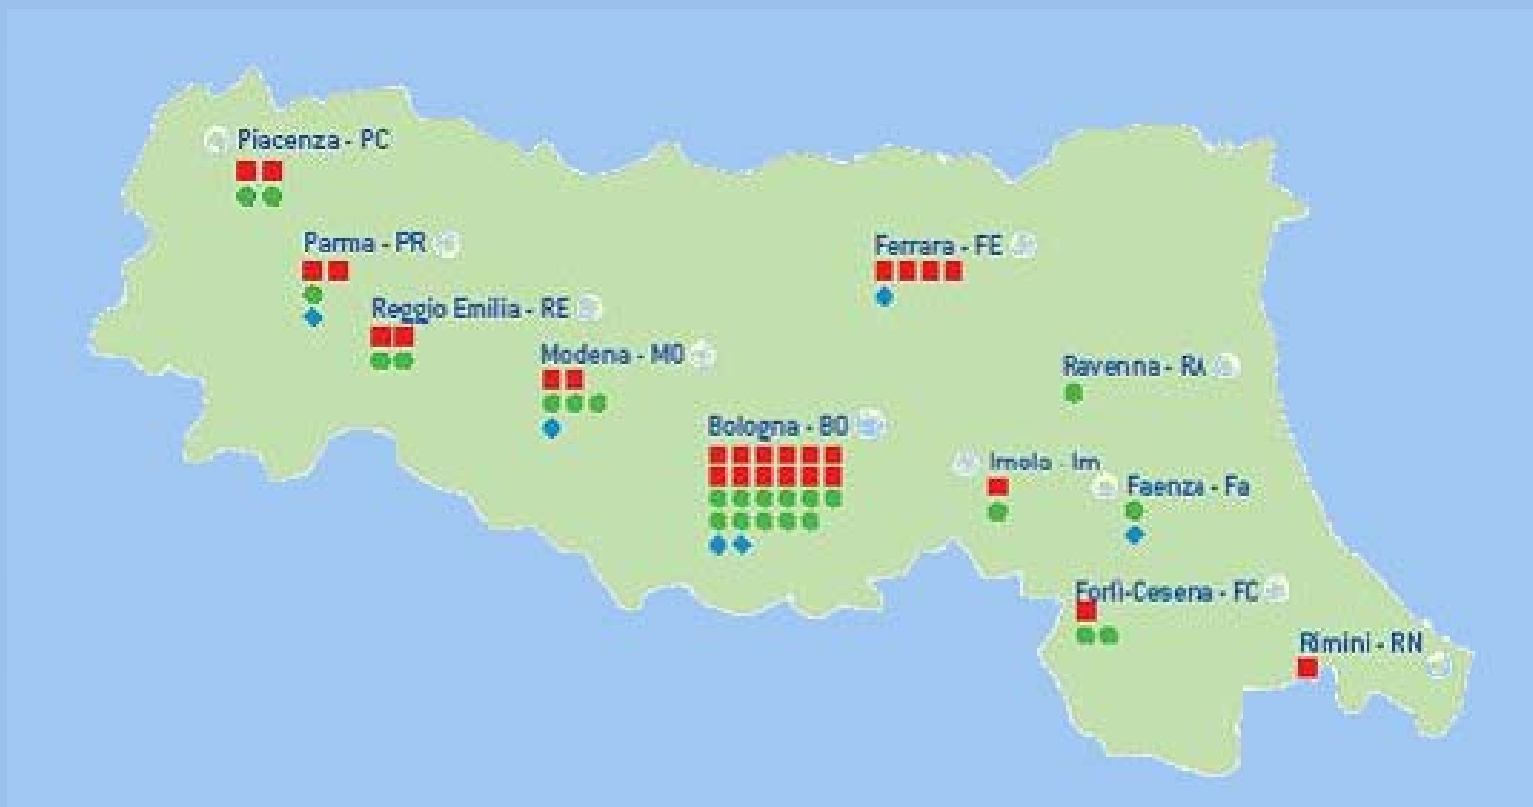 Piacenza - PC
Parma - PR
Ferrara - FE
Reggio Emilia - RE
Modena - MO
Ravenna - RA
Bologna - BO
Imola - Im
Faenza - Fa
Forlì-Cesena - FC
Rimini - RN